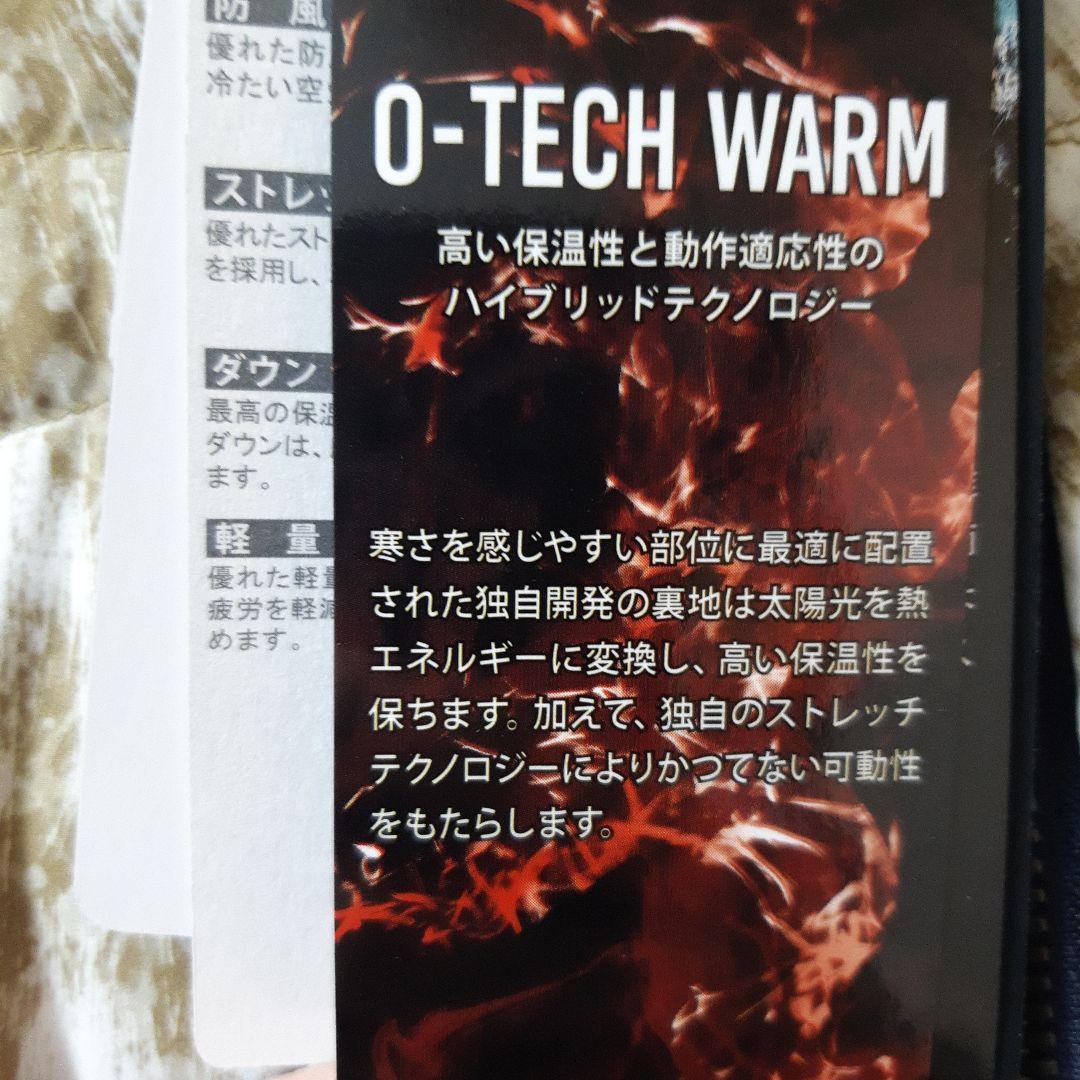 防 風
優れた防
冷たい空
ストレッ
優れたスト
を採用し、
ダウン
最高の保温
ダウンは、
ます。
軽 量
優れた軽量
疲労を軽減
めます。
O-TECH WARM
高い保温性と動作適応性の
ハイブリッドテクノロジー
寒さを感じやすい部位に最適に配置
された独自開発の裏地は太陽光を熱
エネルギーに変換し、高い保温性を
保ちます。加えて、独自のストレッチ
テクノロジーによりかつてない可動性
をもたらします。